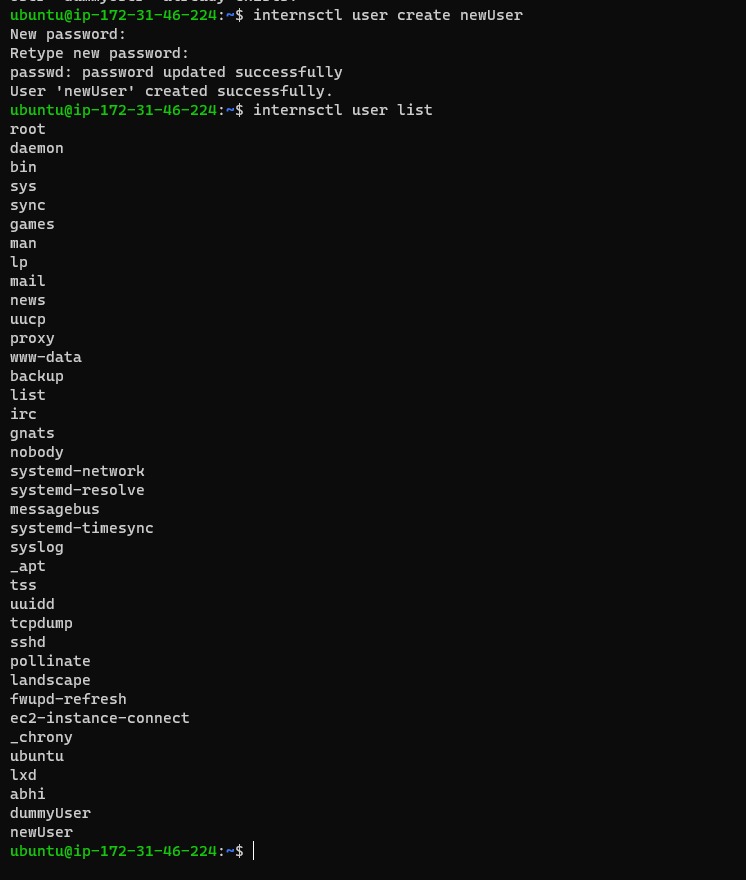 ubuntu@ip-172-31-46-224:~$ internsctl user create newUser
New password:
Retype new password:
passwd: password updated successfully
User 'newUser' created successfully.
ubuntu@ip-172-31-46-224:~$ internsctl user list
root
daemon
bin
sys
sync
games
man
lp
mail
news
uucp
proxy
www-data
backup
list
irc
gnats
nobody
systemd-network
systemd-resolve
messagebus
systemd-timesync
syslog
_apt
tss
uuidd
tcpdump
sshd
pollinate
landscape
fwupd-refresh
ec2-instance-connect
_chrony
ubuntu
lxd
abhi
dummyUser
newUser
ubuntu@ip-172-31-46-224:~$